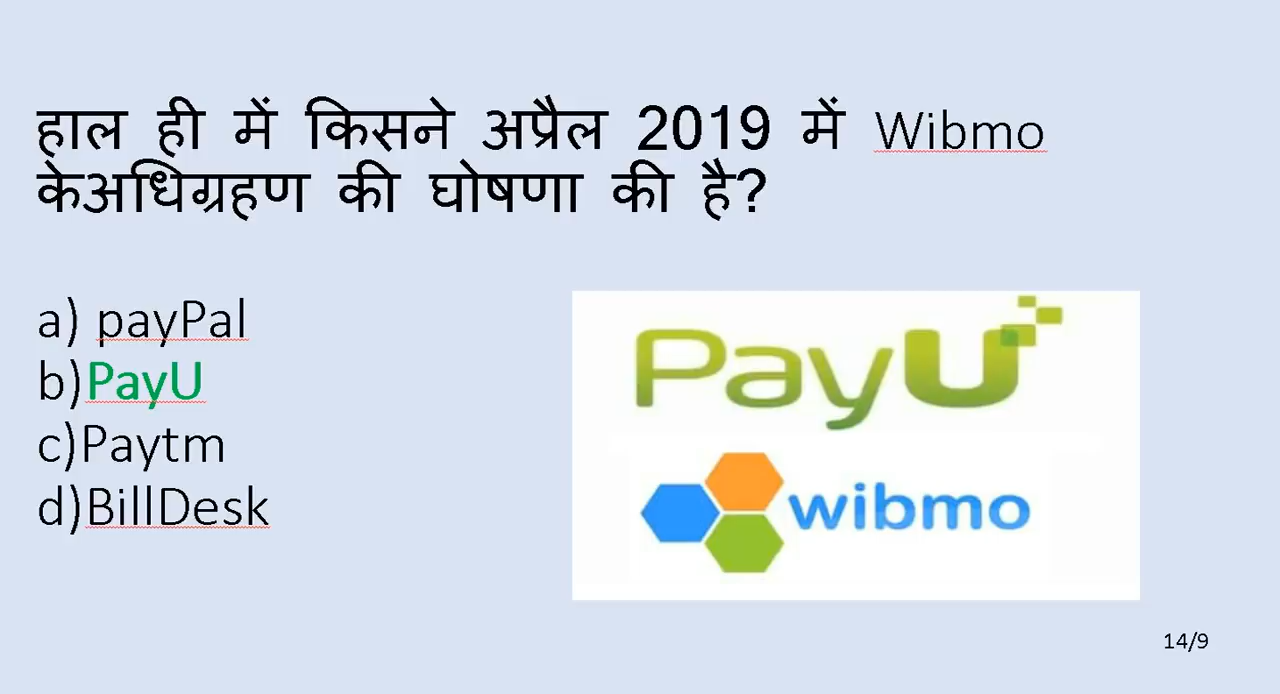 हाल ही में किसने अप्रैल 2019 में Wibmo
केअधिग्रहण की घोषणा की है?
a) payPal
b)PayU
c)Paytm
d)BillDesk
PayU
wibmo
14/9